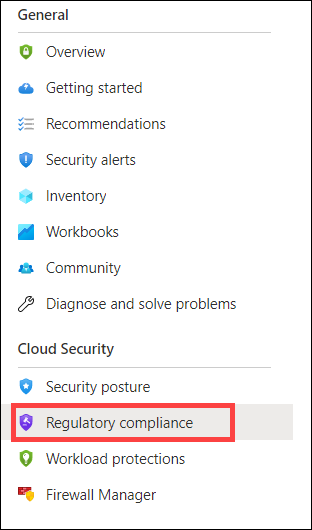 General
Overview
Getting started
Recommendations
Security alerts
Inventory
Workbooks
Community
Diagnose and solve problems
Cloud Security
Security posture
Regulatory compliance
Workload protections
Firewall Manager